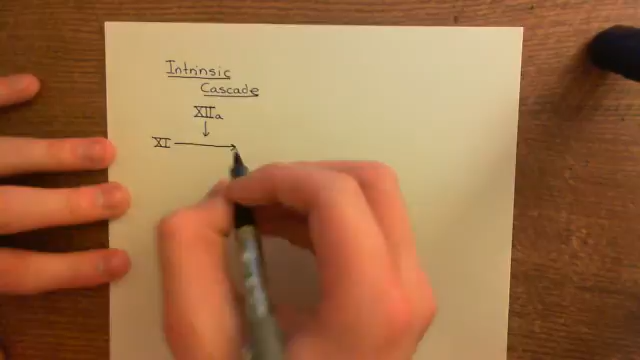 Intrinsic
Cascade
XIIa
↓
XI →